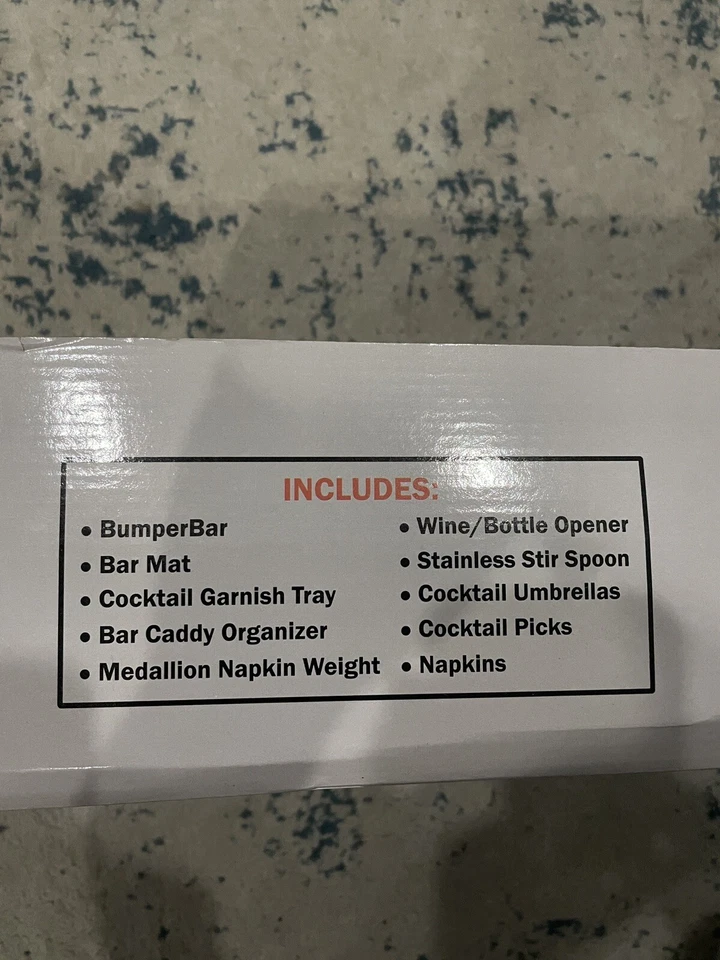 INCLUDES:
• BumperBar
• Bar Mat
• Cocktail Garnish Tray
• Bar Caddy Organizer
• Medallion Napkin Weight
• Wine/Bottle Opener
• Stainless Stir Spoon
• Cocktail Umbrellas
• Cocktail Picks
• Napkins